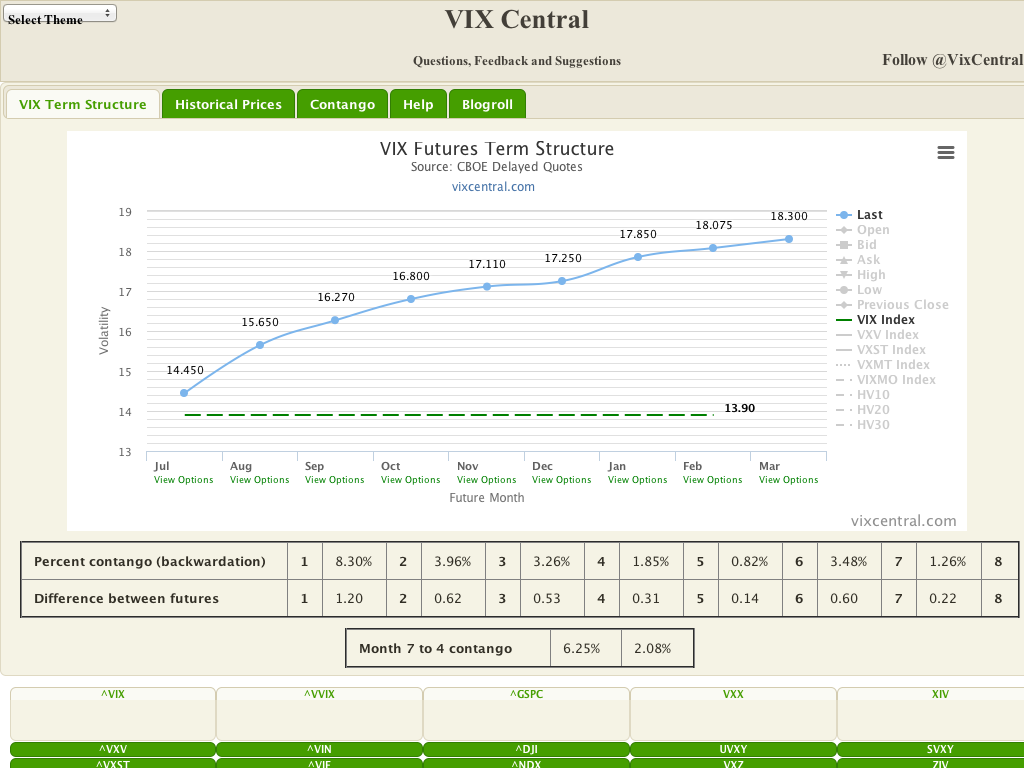 Select Theme
VIX Central
Questions, Feedback and Suggestions
Follow @VixCentral
VIX Term Structure
Historical Prices
Contango
Help
Blogroll
VIX Futures Term Structure
Source: CBOE Delayed Quotes
vixcentral.com
Volatility
19
18
17
16
15
14
13
14.450
15.650
16.270
16.800
17.110
17.250
17.850
18.075
18.300
13.90
Last
Open
Bid
Ask
High
Low
Previous Close
VIX Index
VXV Index
VXST Index
VXMT Index
VIXMO Index
HV10
HV20
HV30
Jul Aug Sep Oct Nov Dec Jan Feb Mar
View Options View Options View Options View Options View Options View Options View Options View Options View Options
Future Month
vixcentral.com
Percent contango (backwardation) 1 8.30% 2 3.96% 3 3.26% 4 1.85% 5 0.82% 6 3.48% 7 1.26% 8
Difference between futures 1 1.20 2 0.62 3 0.53 4 0.31 5 0.14 6 0.60 7 0.22 8
Month 7 to 4 contango 6.25% 2.08%
^VIX ^VVIX ^GSPC VXX XIV
^VXV ^VIN ^DJI UVXY SVXY
^VXST ^VIF ^NDX VXZ ZIV